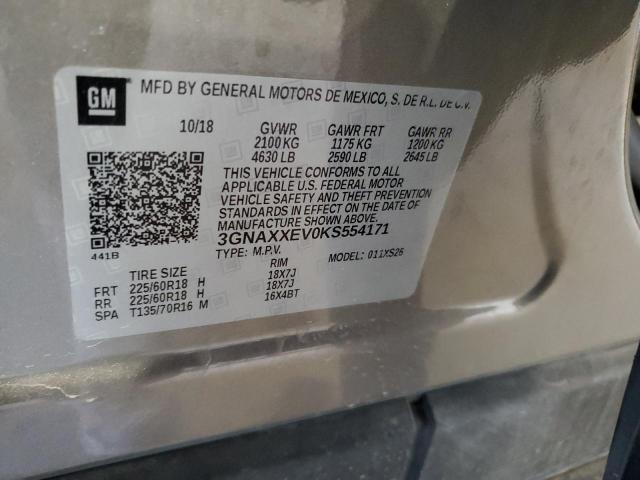 GM
MFD BY GENERAL MOTORS DE MEXICO, S. DE R.L. DE C.V.
10/18 GVWR GAWR FRT GAWR RR
2100 KG 1175 KG 1200 KG
4630 LB 2590 LB 2645 LB
THIS VEHICLE CONFORMS TO ALL
APPLICABLE U.S. FEDERAL MOTOR
VEHICLE SAFETY AND THEFT PREVENTION
STANDARDS IN EFFECT ON THE DATE OF
MANUFACTURE SHOWN ABOVE.
3GNAXXEV0KS554171
441B
TYPE: M.P.V. MODEL: 011XS26
TIRE SIZE RIM
FRT 225/60R18 H 18X7J
RR 225/60R18 H 18X7J
SPA T135/70R16 M 16X4BT